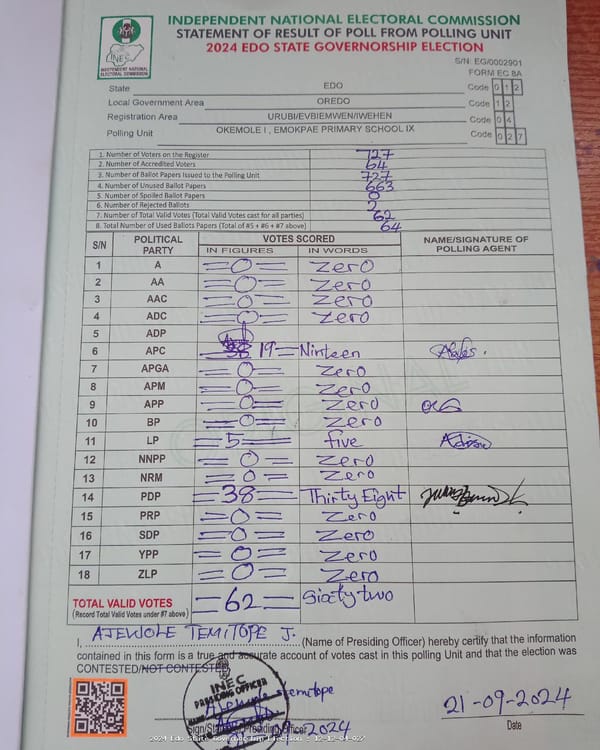 INDEPENDENT NATIONAL ELECTORAL COMMISSION
STATEMENT OF RESULT OF POLL FROM POLLING UNIT
2024 EDO STATE GOVERNORSHIP ELECTION
INEC
INDEPENDENT NATIONAL
ELECTORAL COMMISSION
S/N: EG/0002901
FORM EC 8A
State EDO Code 0 1 2
Local Government Area OREDO Code 1 2
Registration Area URUBI/EVBIEMWEN/IWEHEN Code 0 4
Polling Unit OKEMOLE I , EMOKPAE PRIMARY SCHOOL IX Code 0 2 7
1. Number of Voters on the Register 727
2. Number of Accredited Voters 64
3. Number of Ballot Papers Issued to the Polling Unit 727
4. Number of Unused Ballot Papers 663
5. Number of Spoiled Ballot Papers 0
6. Number of Rejected Ballots 2
7. Number of Total Valid Votes (Total Valid Votes cast for all parties) 62
8. Total Number of Used Ballots Papers (Total of #5 + #6 + #7 above) 64
S/N POLITICAL PARTY VOTES SCORED NAME/SIGNATURE OF POLLING AGENT
IN FIGURES IN WORDS
1 A =0= Zero
2 AA =0= Zero
3 AAC =0= Zero
4 ADC =0= Zero
5 ADP
6 APC 19= Ninteen
7 APGA =0= Zero
8 APM =0= Zero
9 APP =0= Zero
10 BP =0= Zero
11 LP =5= five
12 NNPP =0= Zero
13 NRM =0= Zero
14 PDP =38= Thirty Eight
15 PRP =0= Zero
16 SDP =0= Zero
17 YPP =0= Zero
18 ZLP =0= Zero
TOTAL VALID VOTES =62= Sixty two
(Record Total Valid Votes under #7 above)
I, AJEWOLE TEMITOPE J. (Name of Presiding Officer) hereby certify that the information
contained in this form is a true and accurate account of votes cast in this polling Unit and that the election was
CONTESTED/NOT CONTESTED
INEC
PRESIDING OFFICER
Temitope
2024
21-09-2024
Date
2024 Edo State Governorship Election - 12-12-04-027